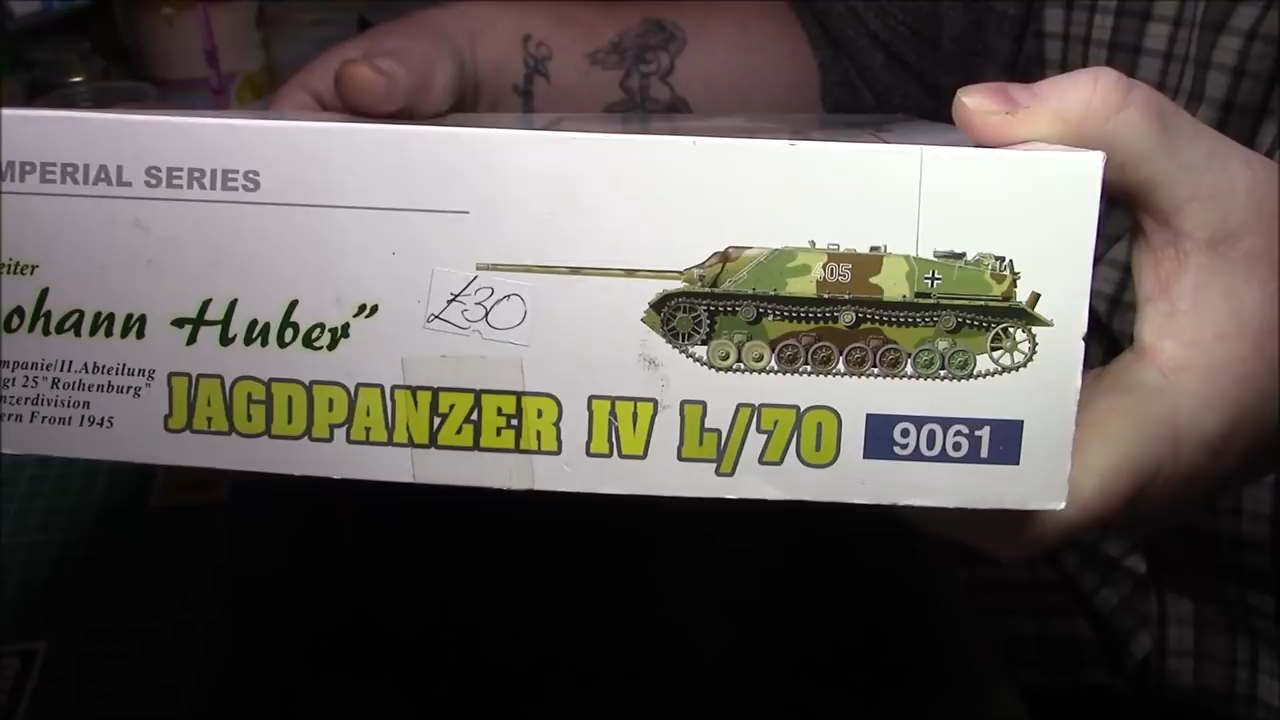 MPERIAL SERIES
eiter
ohann Huber”
mpanie/II.Abteilung
gt 25 "Rothenburg"
nzerdivision
ern Front 1945
£30
405
JAGDPANZER IV L/70
9061